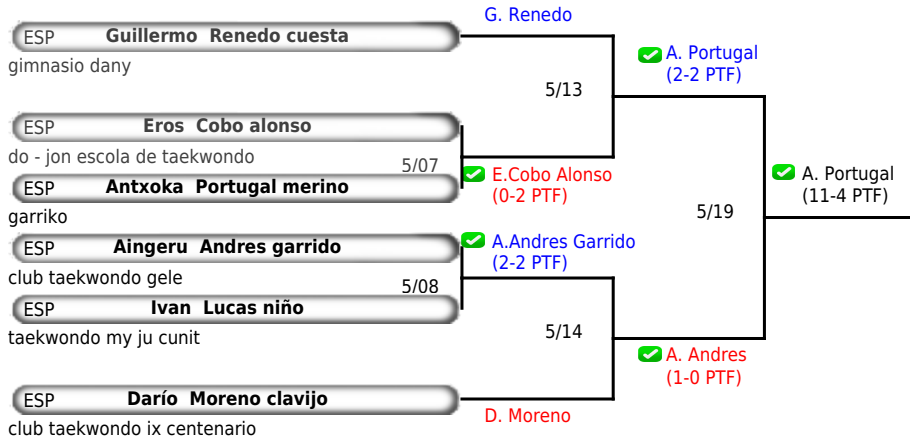 G. Renedo
ESP Guillermo Renedo cuesta
gimnasio dany
A. Portugal
(2-2 PTF)
5/13
ESP Eros Cobo alonso
do - jon escola de taekwondo
5/07
E.Cobo Alonso
(0-2 PTF)
ESP Antxoka Portugal merino
garriko
A. Portugal
(11-4 PTF)
5/19
ESP Aingeru Andres garrido
club taekwondo gele
A.Andres Garrido
(2-2 PTF)
5/08
ESP Ivan Lucas niño
taekwondo my ju cunit
5/14
A. Andres
(1-0 PTF)
ESP Darío Moreno clavijo
club taekwondo ix centenario
D. Moreno